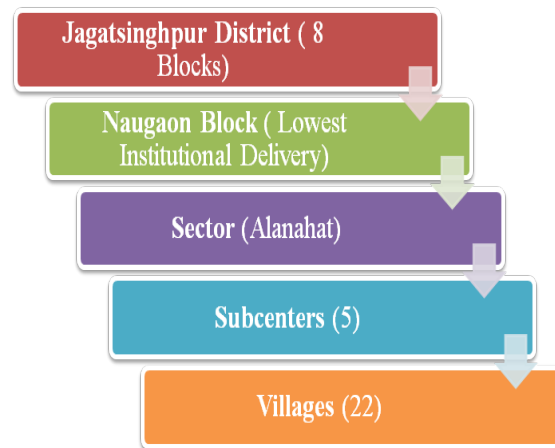 Jagatsinghpur District ( 8
Blocks)
Naugaon Block ( Lowest
Institutional Delivery)
Sector (Alanahat)
Subcenters (5)
Villages (22)